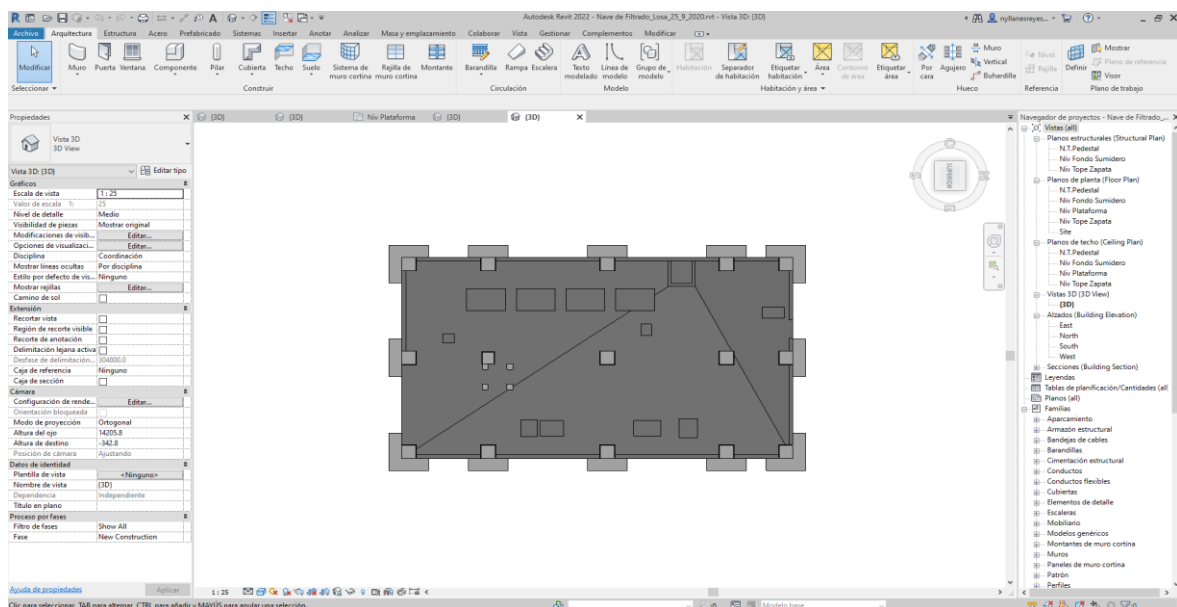 Autodesk Revit 2022 - Nave de Filtrado_Losa_25_9_2020.rvt - Vista 3D: {3D}
nyllanesreyes...
Archivo Arquitectura Estructura Acero Prefabricado Sistemas Insertar Anotar Analizar Masa y emplazamiento Colaborar Vista Gestionar Complementos Modificar
Modificar Muro Puerta Ventana Componente Pilar Cubierta Techo Suelo Sistema de muro cortina Rejilla de muro cortina Montante Barandilla Rampa Escalera Texto modelado Línea de modelo Grupo de modelo Habitación Separador de habitación Etiquetar habitación Área Contorno de área Etiquetar área Por cara Agujero Muro Vertical Buhardilla Nivel Rejilla Definir Mostrar Plano de referencia Visor
Seleccionar Construir Circulación Modelo Habitación y área Hueco Referencia Plano de trabajo
Propiedades
{3D} {3D} Niv Plataforma {3D} {3D}
Navegador de proyectos - Nave de Filtrado_...
Vista 3D
3D View
Vista 3D: {3D} Editar tipo
Gráficos
Escala de vista 1 : 25
Valor de escala 1: 25
Nivel de detalle Medio
Visibilidad de piezas Mostrar original
Modificaciones de visib... Editar...
Opciones de visualizaci... Editar...
Disciplina Coordinación
Mostrar líneas ocultas Por disciplina
Estilo por defecto de vis... Ninguno
Mostrar rejillas Editar...
Camino de sol
Extensión
Recortar vista
Región de recorte visible
Recorte de anotación
Delimitación lejana activa
Desfase de delimitación... 304800.0
Caja de referencia Ninguno
Caja de sección
Cámara
Configuración de rende... Editar...
Orientación bloqueada
Modo de proyección Ortogonal
Altura del ojo 14205.8
Altura de destino -342.8
Posición de cámara Ajustando
Datos de identidad
Plantilla de vista <Ninguno>
Nombre de vista {3D}
Dependencia Independiente
Título en plano
Proceso por fases
Filtro de fases Show All
Fase New Construction
Ayuda de propiedades Aplicar
SUPERIOR
Vistas (all)
Planos estructurales (Structural Plan)
N.T.Pedestal
Niv Fondo Sumidero
Niv Tope Zapata
Planos de planta (Floor Plan)
N.T.Pedestal
Niv Fondo Sumidero
Niv Plataforma
Niv Tope Zapata
Site
Planos de techo (Ceiling Plan)
N.T.Pedestal
Niv Fondo Sumidero
Niv Plataforma
Niv Tope Zapata
Vistas 3D (3D View)
{3D}
Alzados (Building Elevation)
East
North
South
West
Secciones (Building Section)
Leyendas
Tablas de planificación/Cantidades (all
Planos (all)
Familias
Aparcamiento
Armazón estructural
Bandejas de cables
Barandillas
Cimentación estructural
Conductos
Conductos flexibles
Cubiertas
Elementos de detalle
Escaleras
Mobiliario
Modelos genéricos
Montantes de muro cortina
Muros
Paneles de muro cortina
Patrón
Perfiles
1 : 25
Clic para seleccionar, TAB para alternar, CTRL para añadir y MAYÚS para anular una selección.
Modelo base